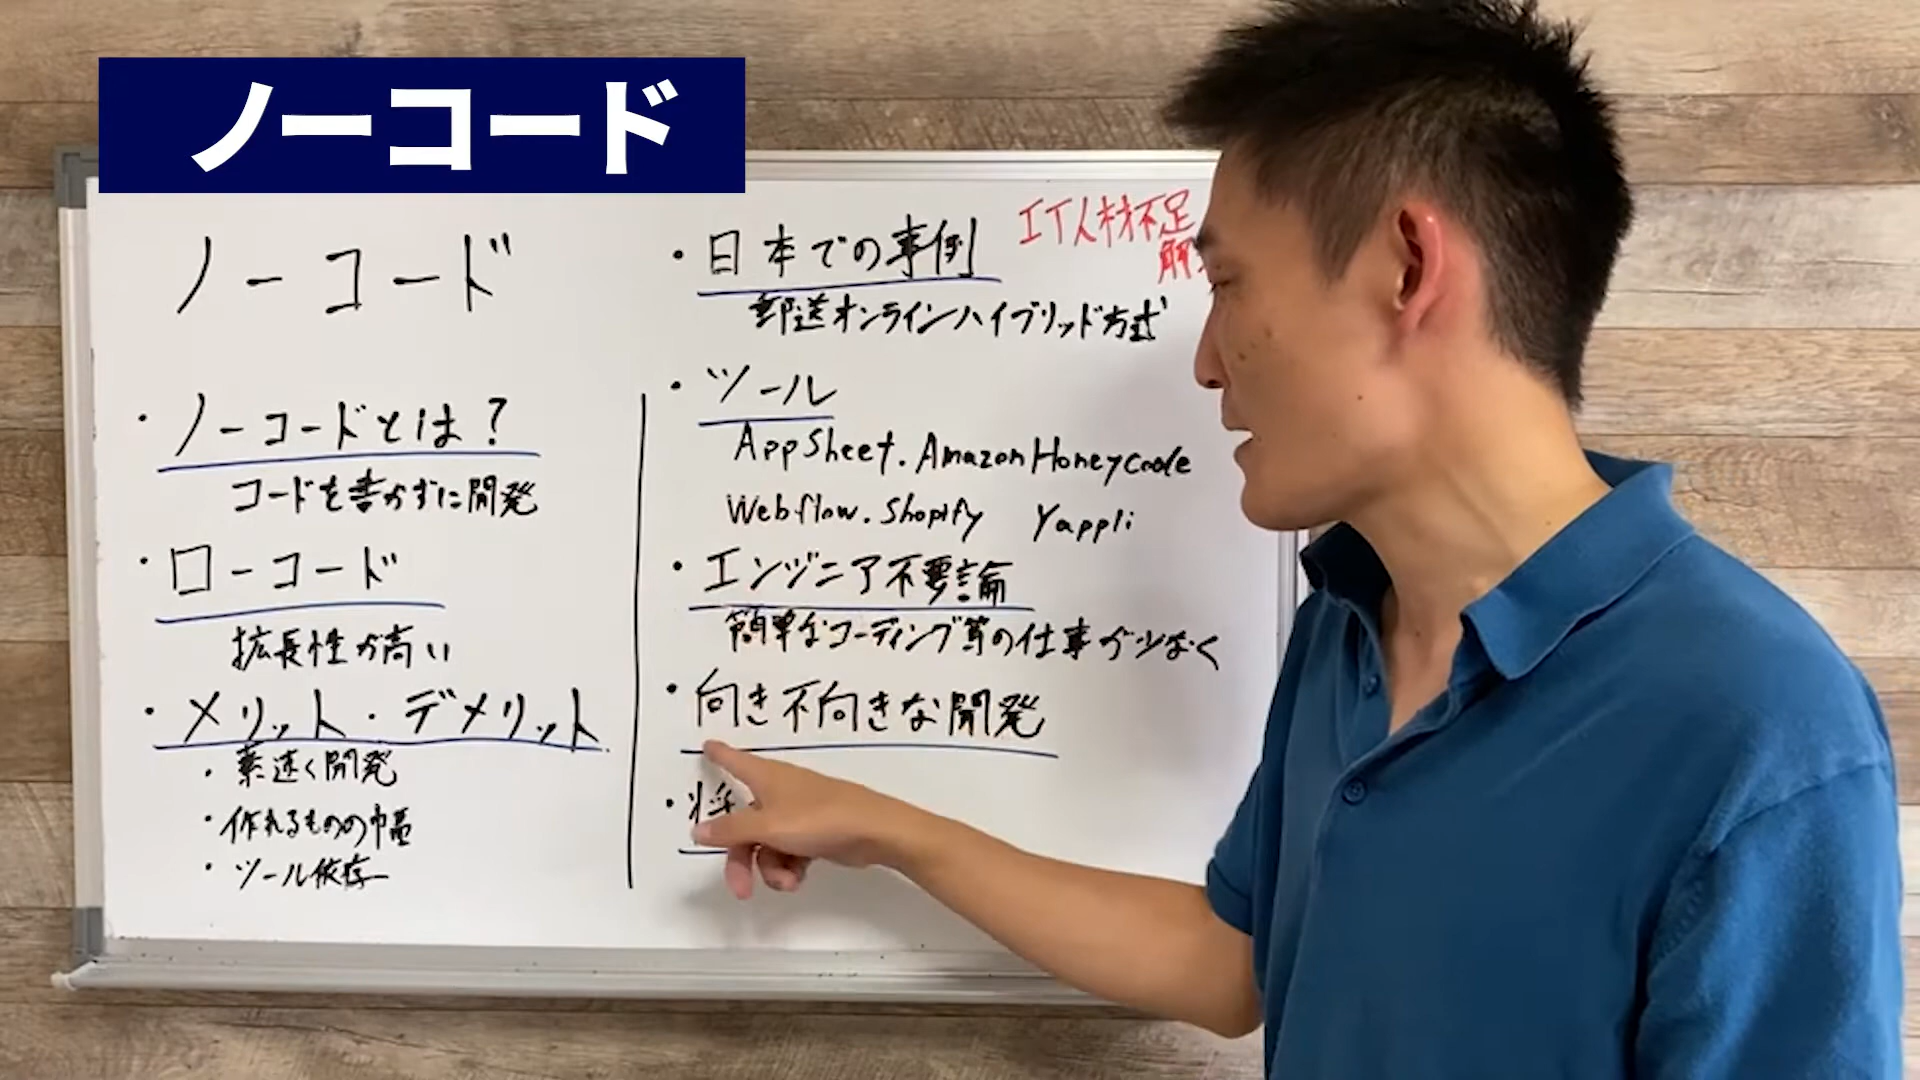 ノーコード
ノーコード
・ノーコードとは?
コードを書かずに開発
・ローコード
拡長性が高い
・メリット・デメリット
・素速く開発
・作れるものの幅
・ツール依存
・日本での事例
IT人材不足
解
郵送オンラインハイブリッド方式
・ツール
AppSheet.AmazonHoneycode
Webflow.Shopify Yappli
・エンジニア不要論
簡単なコーディング等の仕事が少なく
・向き不向きな開発
・将